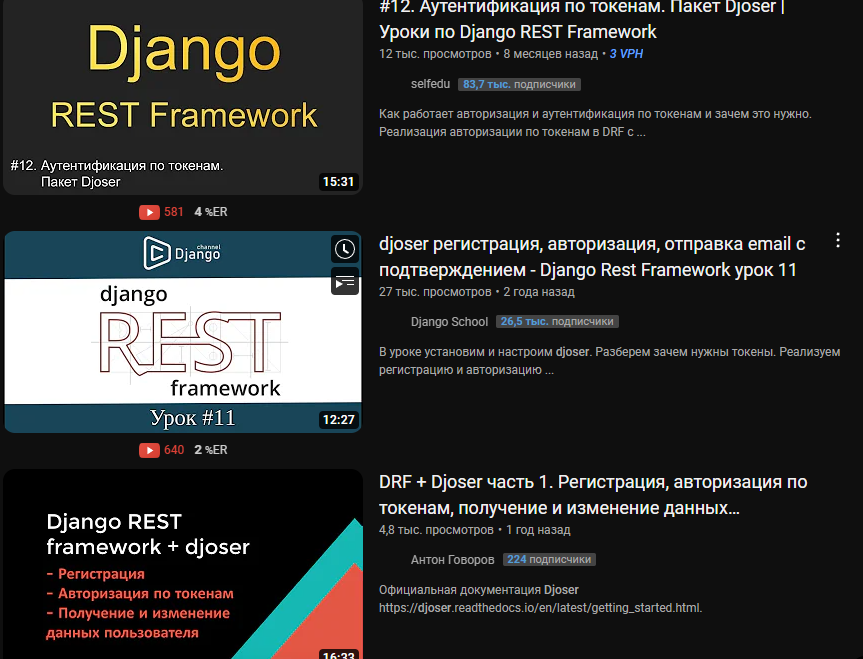 Django
REST Framework
#12. Аутентификация по токенам.
Пакет Djoser
15:31
581 4 %ER
#12. Аутентификация по токенам. Пакет Djoser |
Уроки по Django REST Framework
12 тыс. просмотров • 8 месяцев назад • 3 VPH
selfedu 83,7 тыс. подписчики
Как работает авторизация и аутентификация по токенам и зачем это нужно.
Реализация авторизации по токенам в DRF с ...
channel
Django
django
REST
framework
Урок #11
12:27
640 2 %ER
djoser регистрация, авторизация, отправка email с
подтверждением - Django Rest Framework урок 11
27 тыс. просмотров • 2 года назад
Django School 26,5 тыс. подписчики
В уроке установим и настроим djoser. Разберем зачем нужны токены. Реализуем
регистрацию и авторизацию ...
Django REST
framework + djoser
- Регистрация
- Авторизация по токенам
- Получение и изменение
данных пользователя
16:33
DRF + Djoser часть 1. Регистрация, авторизация по
токенам, получение и изменение данных...
4,8 тыс. просмотров • 1 год назад
Антон Говоров 224 подписчики
Официальная документация Djoser
https://djoser.readthedocs.io/en/latest/getting_started.html.